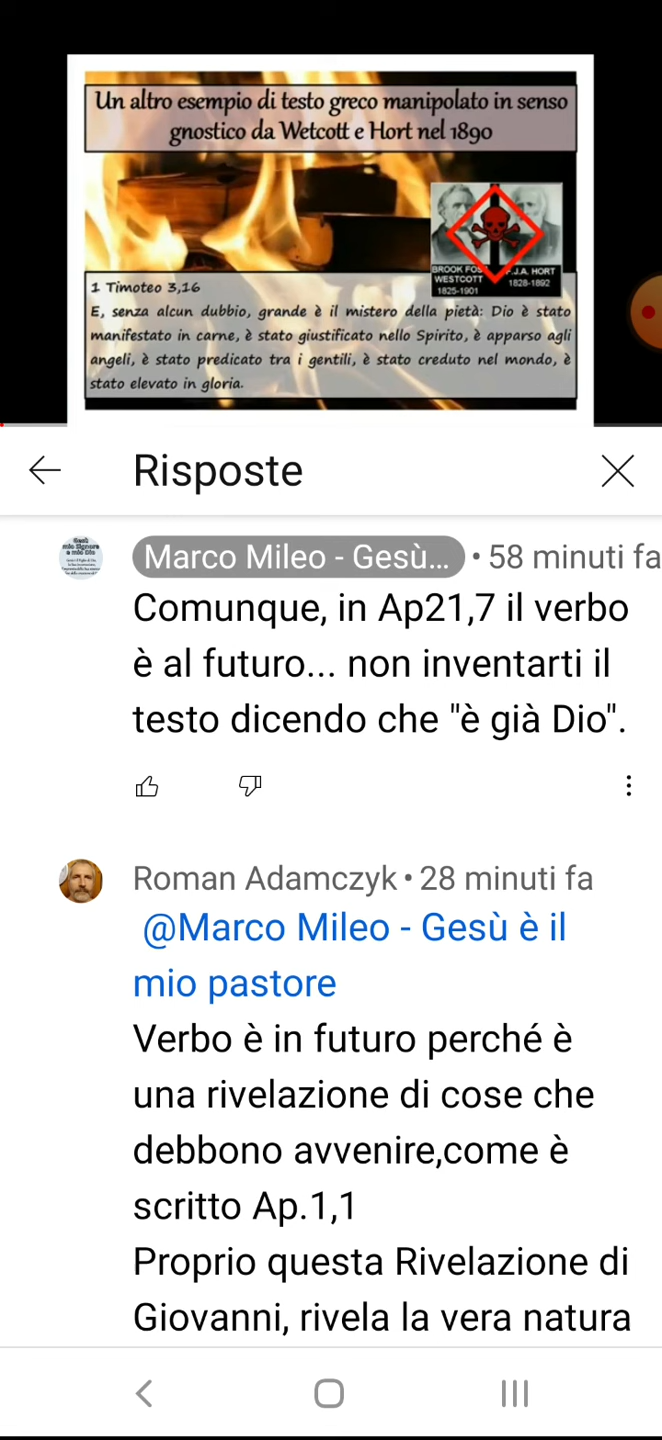 Un altro esempio di testo greco manipolato in senso
gnostico da Wetcott e Hort nel 1890
BROOK FOS
WESTCOTT
1825-1901
F.J.A. HORT
1828-1892
1 Timoteo 3,16
E, senza alcun dubbio, grande è il mistero della pietà: Dio è stato
manifestato in carne, è stato giustificato nello Spirito, è apparso agli
angeli, è stato predicato tra i gentili, è stato creduto nel mondo, è
stato elevato in gloria.
Risposte
Gesù
mio Signore
e mio Dio
Marco Mileo - Gesù... • 58 minuti fa
Comunque, in Ap21,7 il verbo
è al futuro... non inventarti il
testo dicendo che "è già Dio".
Roman Adamczyk • 28 minuti fa
@Marco Mileo - Gesù è il
mio pastore
Verbo è in futuro perché è
una rivelazione di cose che
debbono avvenire,come è
scritto Ap.1,1
Proprio questa Rivelazione di
Giovanni, rivela la vera natura